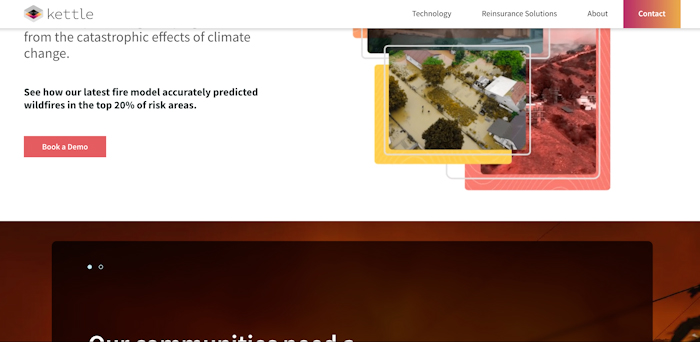 kettle
Technology
Reinsurance Solutions
About
Contact
from the catastrophic effects of climate
change.
See how our latest fire model accurately predicted
wildfires in the top 20% of risk areas.
Book a Demo
Our communities need a